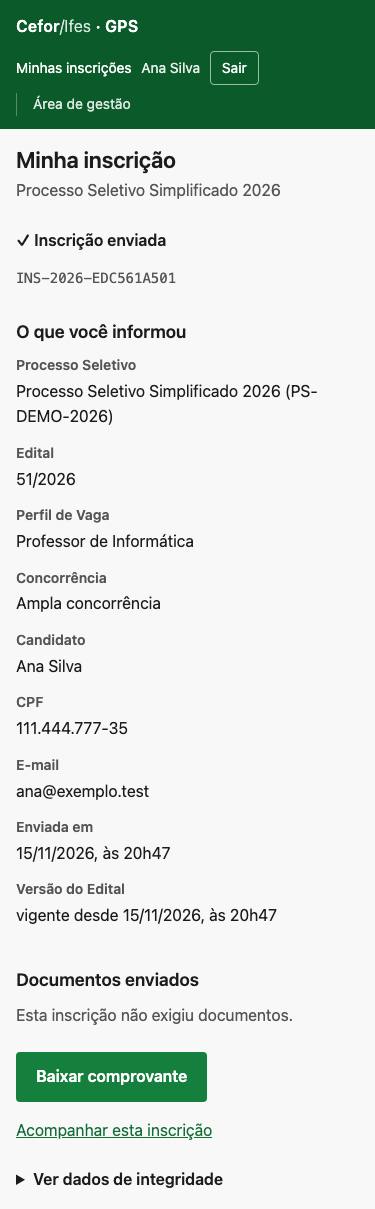 Cefor/Ifes · GPS
Minhas inscrições Ana Silva Sair
Área de gestão
Minha inscrição
Processo Seletivo Simplificado 2026
✓ Inscrição enviada
INS-2026-EDC561A501
O que você informou
Processo Seletivo
Processo Seletivo Simplificado 2026 (PS-
DEMO-2026)
Edital
51/2026
Perfil de Vaga
Professor de Informática
Concorrência
Ampla concorrência
Candidato
Ana Silva
CPF
111.444.777-35
E-mail
ana@exemplo.test
Enviada em
15/11/2026, às 20h47
Versão do Edital
vigente desde 15/11/2026, às 20h47
Documentos enviados
Esta inscrição não exigiu documentos.
Baixar comprovante
Acompanhar esta inscrição
▶ Ver dados de integridade